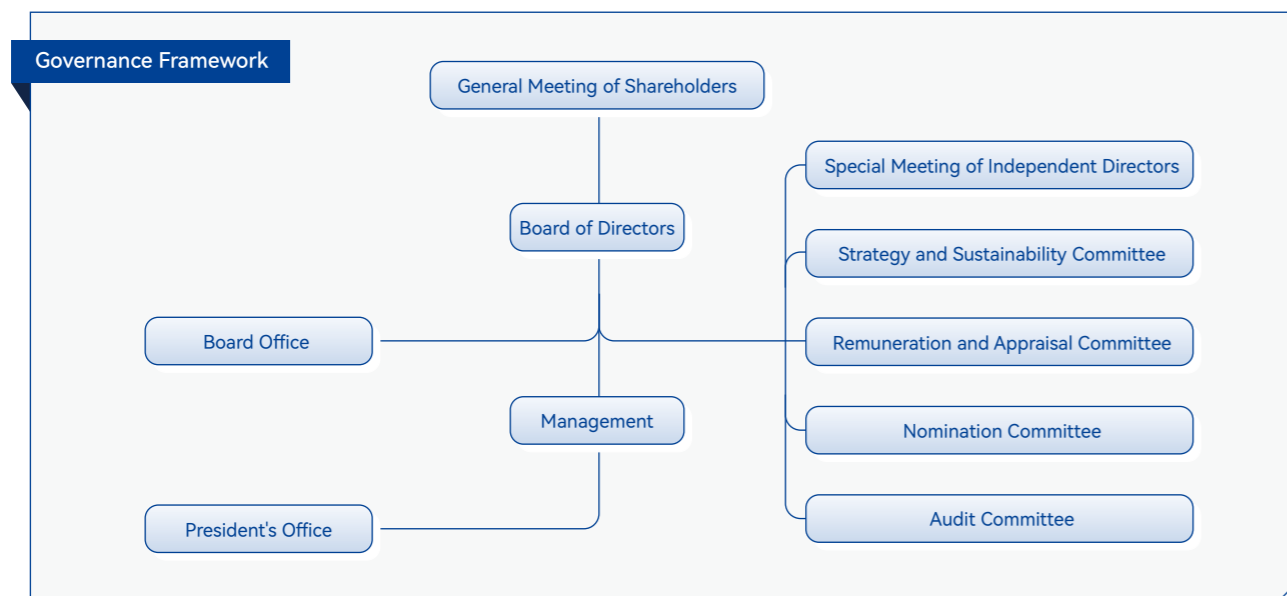 Governance Framework
General Meeting of Shareholders
Board of Directors
Special Meeting of Independent Directors
Strategy and Sustainability Committee
Board Office
Remuneration and Appraisal Committee
Management
Nomination Committee
President's Office
Audit Committee